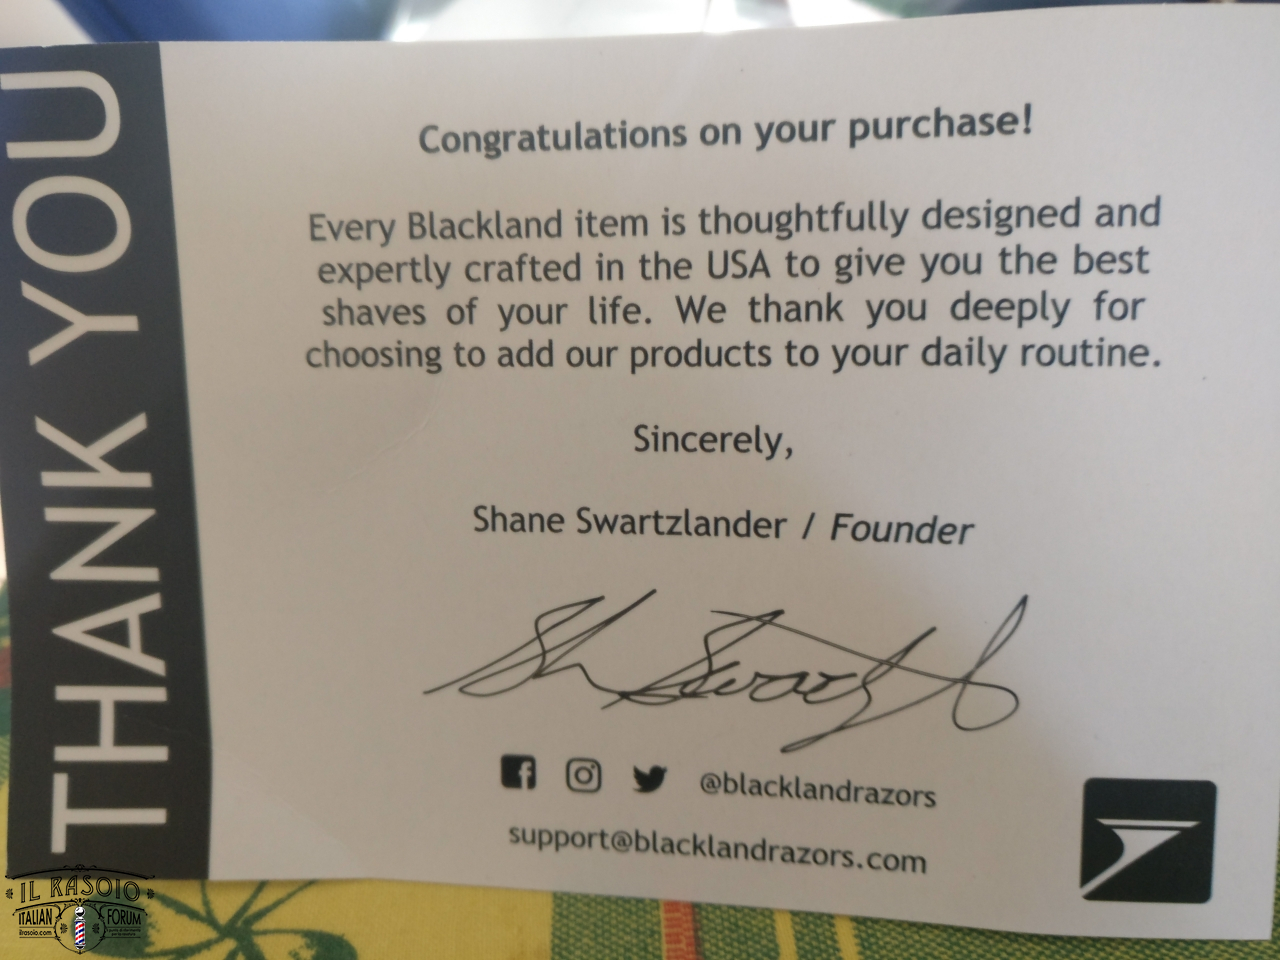 THANK YOU
Congratulations on your purchase!
Every Blackland item is thoughtfully designed and
expertly crafted in the USA to give you the best
shaves of your life. We thank you deeply for
choosing to add our products to your daily routine.
Sincerely,
Shane Swartzlander / Founder
@blacklandrazors
support@blacklandrazors.com
IL RASOIO
ITALIAN FORUM
ilrasoio.com